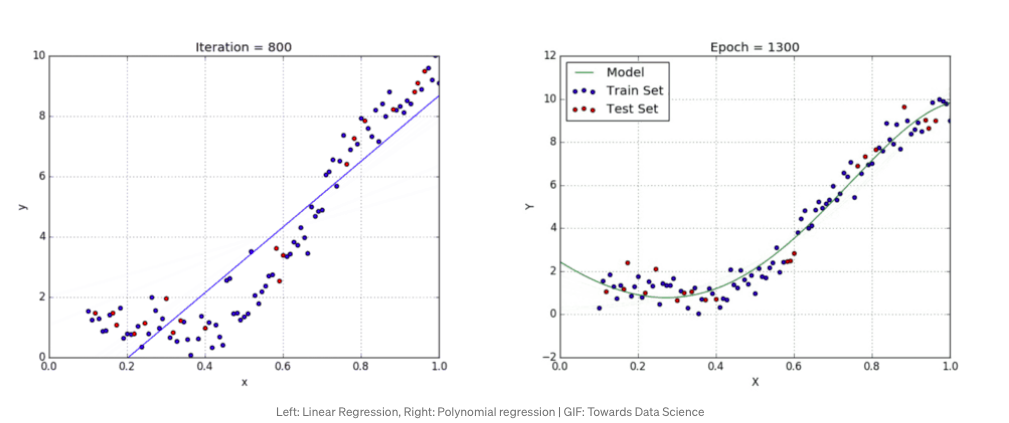 Iteration = 800
10
8
6
4
2
0
y
0.0 0.2 0.4 0.6 0.8 1.0
x
Epoch = 1300
Model
Train Set
Test Set
12
10
8
6
4
2
0
−2
Y
0.0 0.2 0.4 0.6 0.8 1.0
X
Left: Linear Regression, Right: Polynomial regression | GIF: Towards Data Science